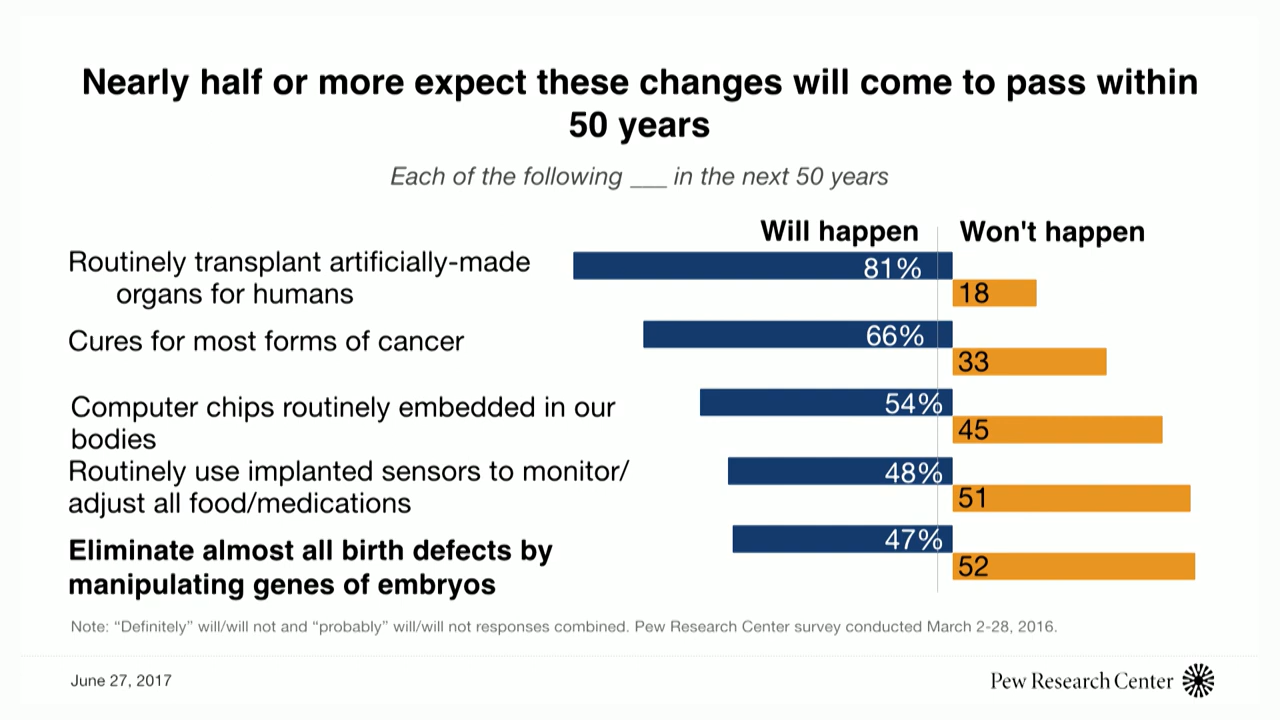 Nearly half or more expect these changes will come to pass within
50 years
Each of the following ___ in the next 50 years
Will happen
Won't happen
Routinely transplant artificially-made
organs for humans
81%
18
Cures for most forms of cancer
66%
33
Computer chips routinely embedded in our
bodies
54%
45
Routinely use implanted sensors to monitor/
adjust all food/medications
48%
51
Eliminate almost all birth defects by
manipulating genes of embryos
47%
52
Note: “Definitely” will/will not and “probably” will/will not responses combined. Pew Research Center survey conducted March 2-28, 2016.
June 27, 2017
Pew Research Center